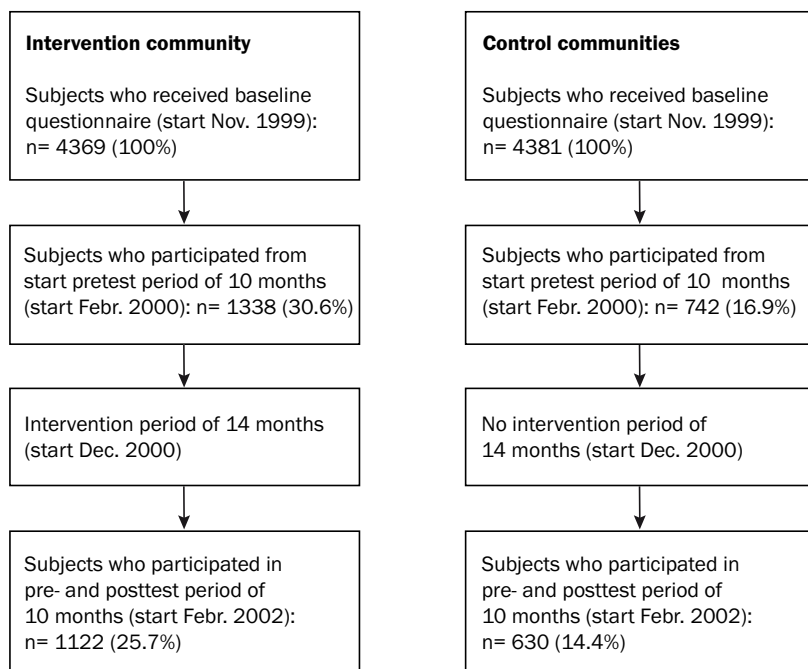 Intervention community
Subjects who received baseline
questionnaire (start Nov. 1999):
n= 4369 (100%)
Subjects who participated from
start pretest period of 10 months
(start Febr. 2000): n= 1338 (30.6%)
Intervention period of 14 months
(start Dec. 2000)
Subjects who participated in
pre- and posttest period of
10 months (start Febr. 2002):
n= 1122 (25.7%)
Control communities
Subjects who received baseline
questionnaire (start Nov. 1999):
n= 4381 (100%)
Subjects who participated from
start pretest period of 10 months
(start Febr. 2000): n= 742 (16.9%)
No intervention period of
14 months (start Dec. 2000)
Subjects who participated in
pre- and posttest period of
10 months (start Febr. 2002):
n= 630 (14.4%)